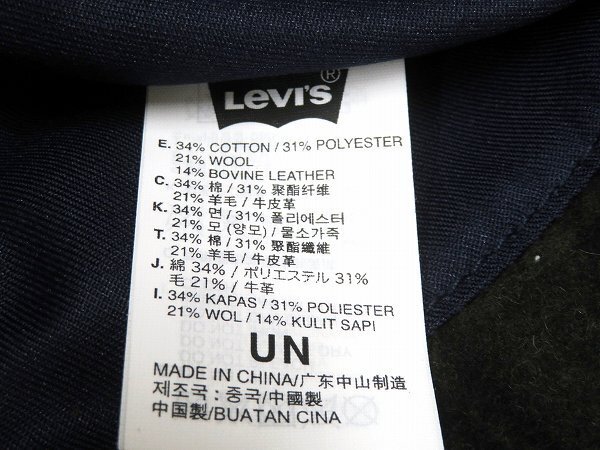 LEVI'S ®
E. 34% COTTON / 31% POLYESTER
21% WOOL
14% BOVINE LEATHER
C. 34% 棉 / 31% 聚酯纤维
21% 羊毛 / 牛皮革
K. 34% 면 / 31% 폴리에스터
21% 모 (양모) / 물소가죽
T. 34% 棉 / 31% 聚酯纖維
21% 羊毛 / 牛皮革
J. 綿 34% / ポリエステル 31%
毛 21% / 牛革
I. 34% KAPAS / 31% POLIESTER
21% WOL / 14% KULIT SAPI
UN
MADE IN CHINA/广东中山制造
제조국 : 중국/中國製
中国製/BUATAN CINA